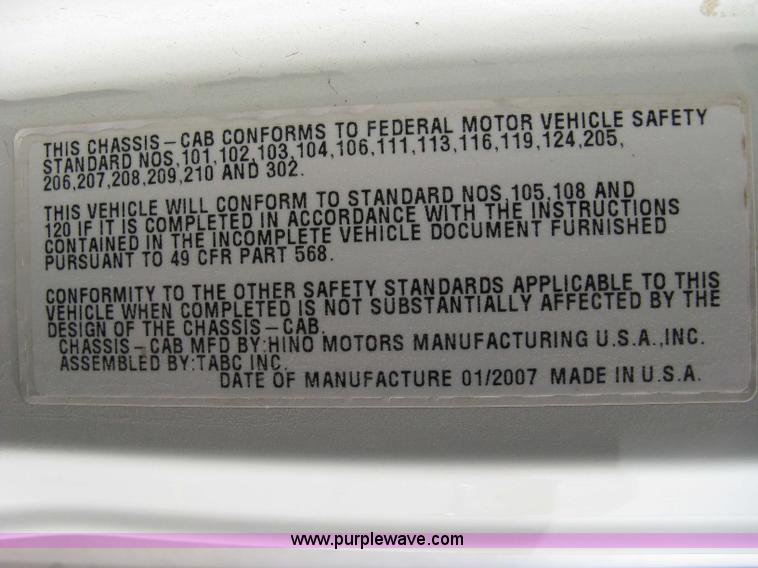 THIS CHASSIS-CAB CONFORMS TO FEDERAL MOTOR VEHICLE SAFETY
STANDARD NOS,101,102,103,104,106,111,113,116,119,124,205,
206,207,208,209,210 AND 302.
THIS VEHICLE WILL CONFORM TO STANDARD NOS,105,108 AND
120 IF IT IS COMPLETED IN ACCORDANCE WITH THE INSTRUCTIONS
CONTAINED IN THE INCOMPLETE VEHICLE DOCUMENT FURNISHED
PURSUANT TO 49 CFR PART 568.
CONFORMITY TO THE OTHER SAFETY STANDARDS APPLICABLE TO THIS
VEHICLE WHEN COMPLETED IS NOT SUBSTANTIALLY AFFECTED BY THE
DESIGN OF THE CHASSIS-CAB.
CHASSIS-CAB MFD BY:HINO MOTORS MANUFACTURING U.S.A.,INC.
ASSEMBLED BY:TABC INC.
DATE OF MANUFACTURE 01/2007 MADE IN U.S.A.
www.purplewave.com